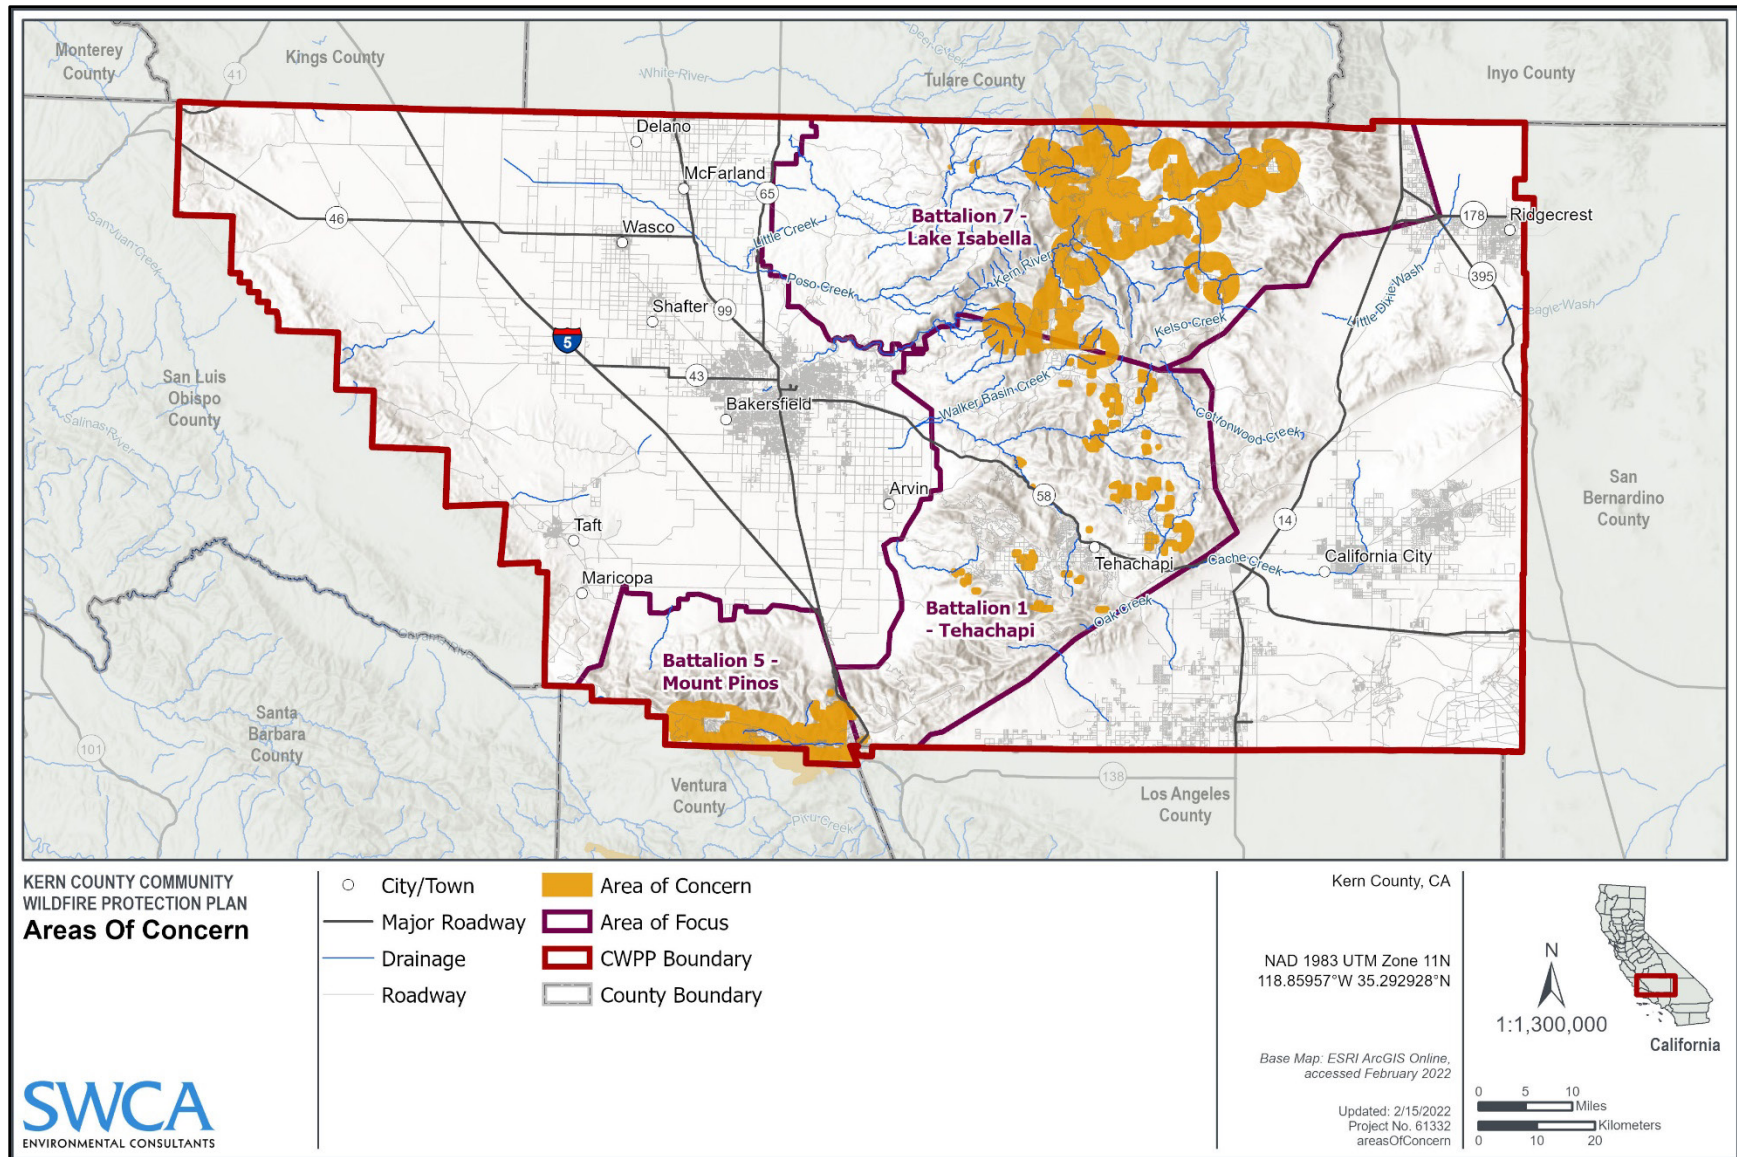 Monterey
County
Kings County
41
White River
Deer Creek
Tulare County
Inyo County
Delano
McFarland
65
46
Wasco
Little Creek
Battalion 7 -
Lake Isabella
178
Ridgecrest
San Juan Creek
Poso Creek
Kern River
395
Shafter
99
Little Dixie Wash
eagle Wash
5
Kelso Creek
San Luis
Obispo
County
43
Bakersfield
Walker Basin Creek
Cottonwood Creek
Salinas River
Arvin
58
San
Bernardino
County
14
Taft
Tehachapi
Cache Creek
California City
Maricopa
Battalion 1
- Tehachapi
Oak Creek
Battalion 5 -
Mount Pinos
Santa
Barbara
County
101
Ventura
County
138
Los Angeles
County
Piru Creek
KERN COUNTY COMMUNITY
WILDFIRE PROTECTION PLAN
Areas Of Concern
City/Town
Major Roadway
Drainage
Roadway
Area of Concern
Area of Focus
CWPP Boundary
County Boundary
Kern County, CA
NAD 1983 UTM Zone 11N
118.85957°W 35.292928°N
Base Map: ESRI ArcGIS Online,
accessed February 2022
Updated: 2/15/2022
Project No. 61332
areasOfConcern
N
1:1,300,000
California
0 5 10
Miles
Kilometers
0 10 20
SWCA
ENVIRONMENTAL CONSULTANTS